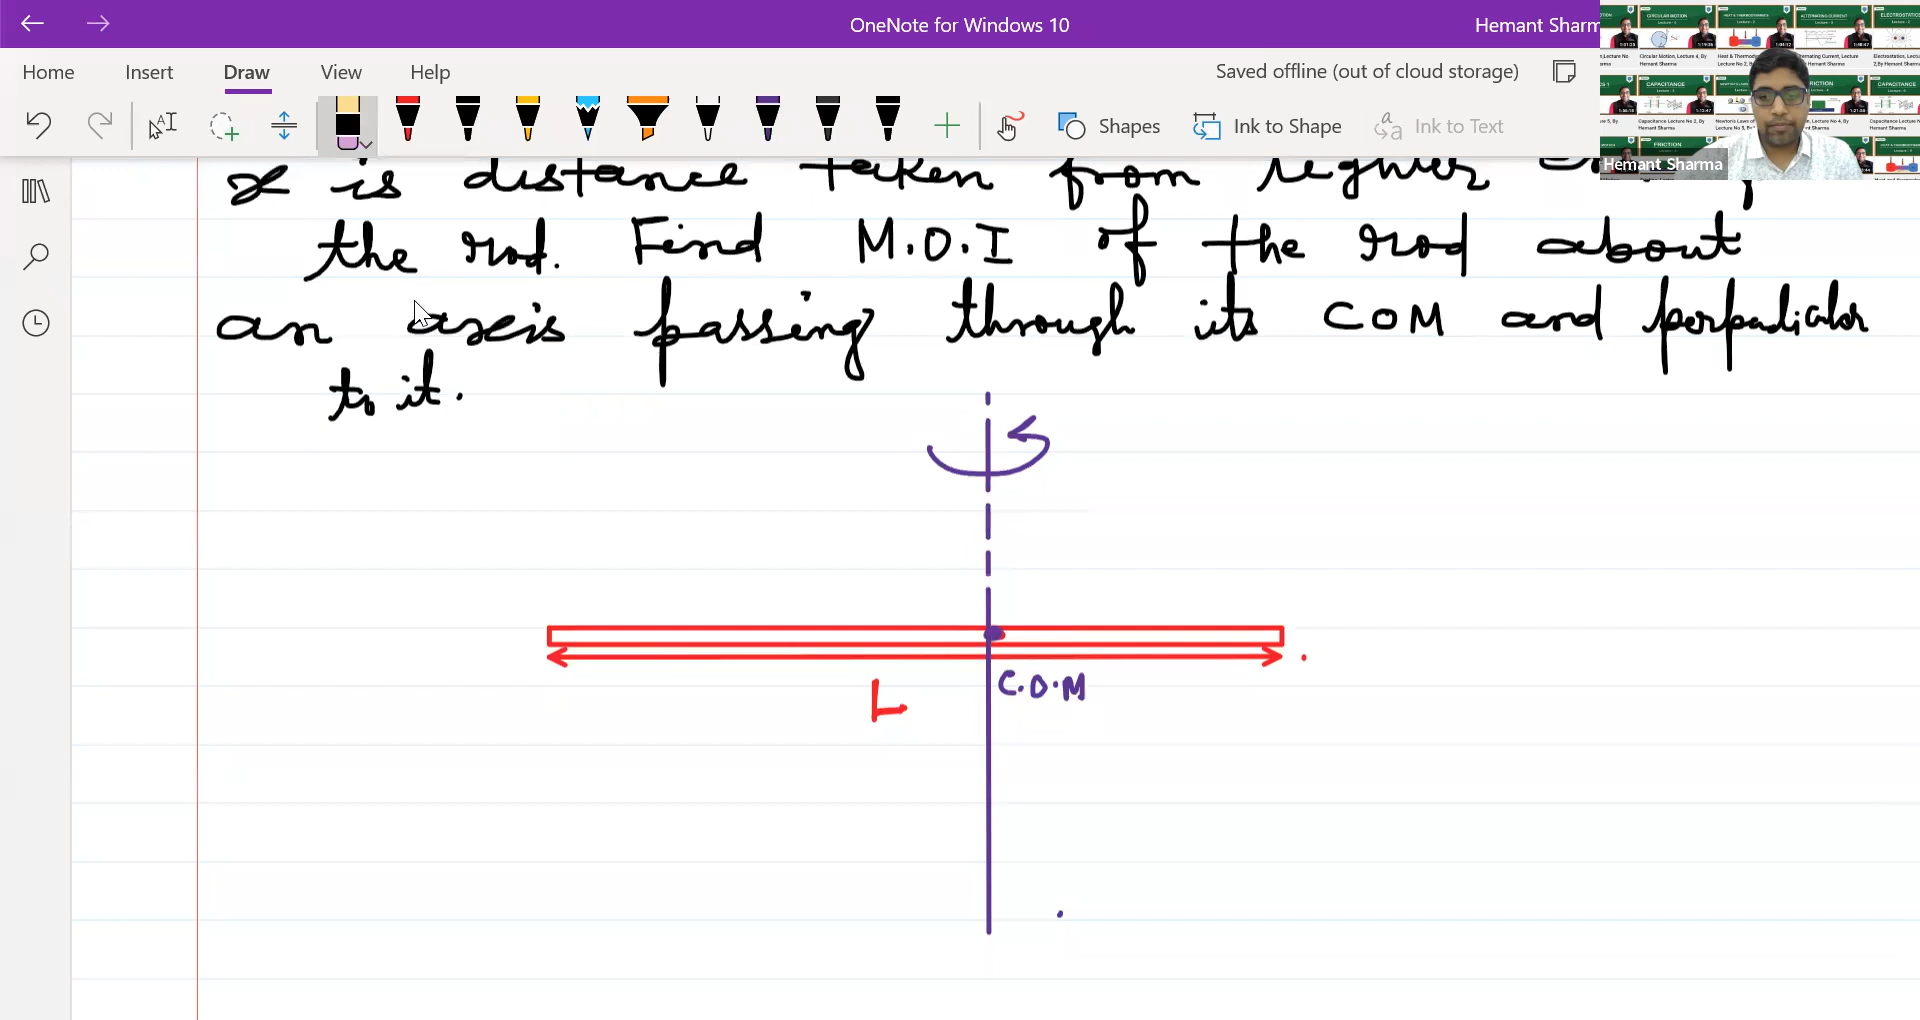 OneNote for Windows 10
Hemant Sharm
Home Insert Draw View Help
Saved offline (out of cloud storage)
Shapes Ink to Shape Ink to Text
Hemant Sharma
x is distance taken from
the rod. Find M.O.I of the rod about
an axis passing through its COM and perpadicular
to it.
C.O.M
L